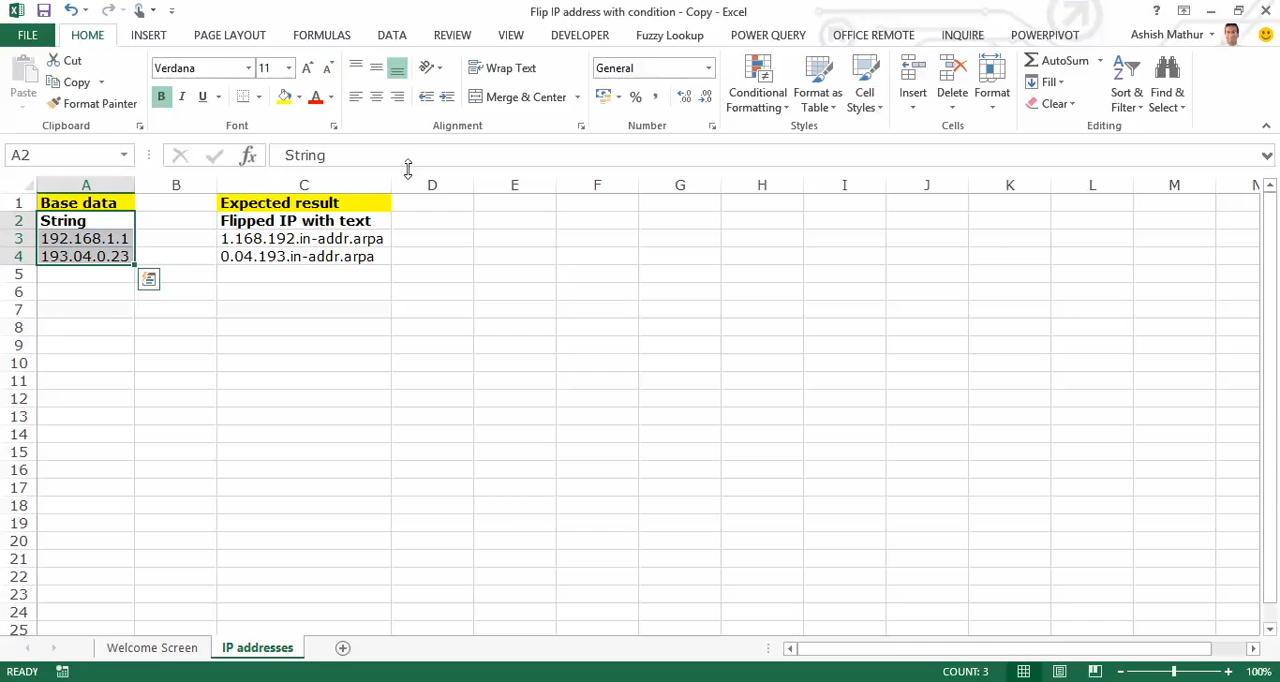 Flip IP address with condition - Copy - Excel
FILE HOME INSERT PAGE LAYOUT FORMULAS DATA REVIEW VIEW DEVELOPER Fuzzy Lookup POWER QUERY OFFICE REMOTE INQUIRE POWERPIVOT Ashish Mathur
Paste
Cut
Copy
Format Painter
Clipboard
Verdana 11
B I U
Font
Wrap Text
Merge & Center
Alignment
General
%
Number
Conditional Formatting
Format as Table
Cell Styles
Styles
Insert
Delete
Format
Cells
AutoSum
Fill
Clear
Sort & Filter
Find & Select
Editing
A2 fx String
A B C D E F G H I J K L M N
1 Base data Expected result
2 String Flipped IP with text
3 192.168.1.1 1.168.192.in-addr.arpa
4 193.04.0.23 0.04.193.in-addr.arpa
5
6
7
8
9
10
11
12
13
14
15
16
17
18
19
20
21
22
23
24
25
Welcome Screen IP addresses
READY COUNT: 3 100%